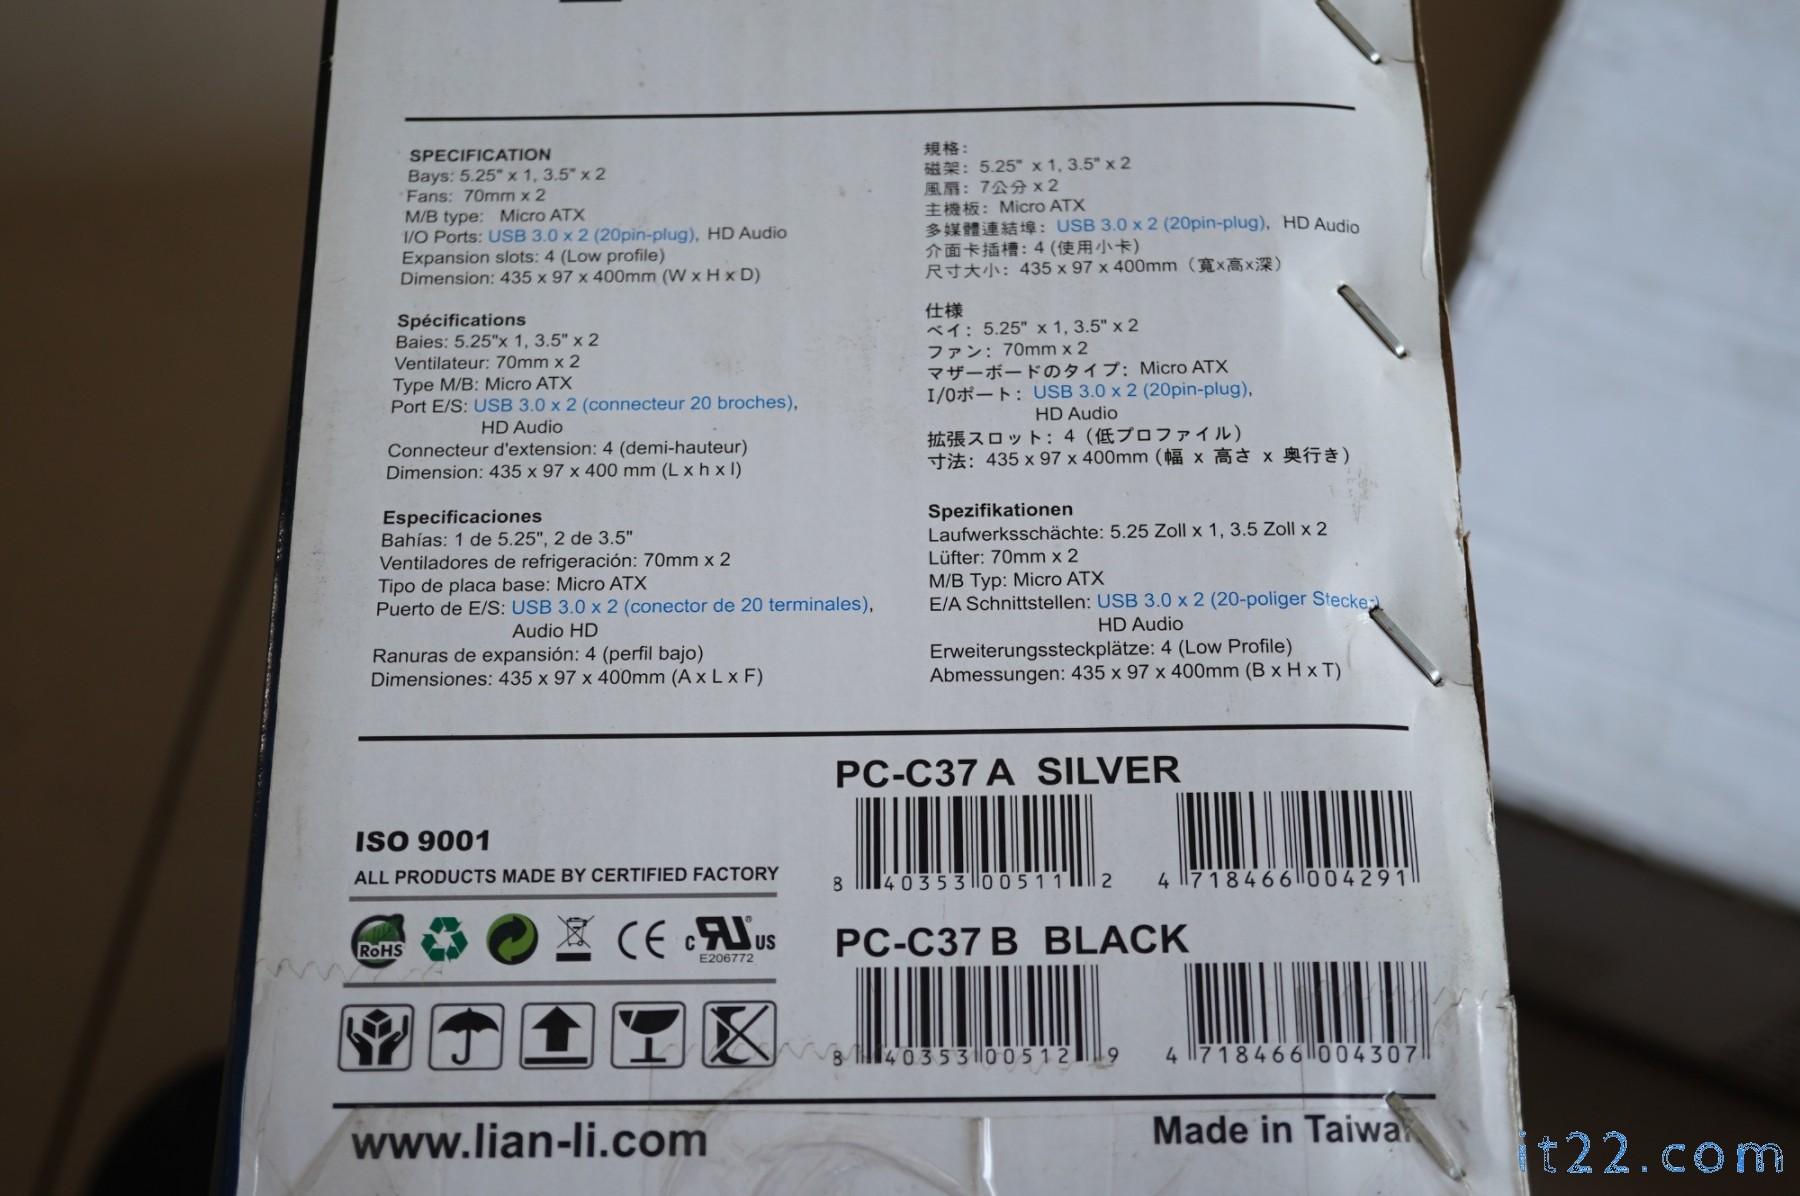 SPECIFICATION
Bays: 5.25" x 1, 3.5" x 2
Fans: 70mm x 2
M/B type: Micro ATX
I/O Ports: USB 3.0 x 2 (20pin-plug), HD Audio
Expansion slots: 4 (Low profile)
Dimension: 435 x 97 x 400mm (W x H x D)
Spécifications
Baies: 5.25"x 1, 3.5" x 2
Ventilateur: 70mm x 2
Type M/B: Micro ATX
Port E/S: USB 3.0 x 2 (connecteur 20 broches),
HD Audio
Connecteur d'extension: 4 (demi-hauteur)
Dimension: 435 x 97 x 400 mm (L x h x l)
Especificaciones
Bahías: 1 de 5.25", 2 de 3.5"
Ventiladores de refrigeración: 70mm x 2
Tipo de placa base: Micro ATX
Puerto de E/S: USB 3.0 x 2 (conector de 20 terminales),
Audio HD
Ranuras de expansión: 4 (perfil bajo)
Dimensiones: 435 x 97 x 400mm (A x L x F)
規格:
磁架: 5.25" x 1, 3.5" x 2
風扇: 7公分 x 2
主機板: Micro ATX
多媒體連結埠: USB 3.0 x 2 (20pin-plug), HD Audio
介面卡插槽: 4 (使用小卡)
尺寸大小: 435 x 97 x 400mm (寬x高x深)
仕様
ベイ: 5.25" x 1, 3.5" x 2
ファン: 70mm x 2
マザーボードのタイプ: Micro ATX
I/Oポート: USB 3.0 x 2 (20pin-plug),
HD Audio
拡張スロット: 4 (低プロファイル)
寸法: 435 x 97 x 400mm (幅 x 高さ x 奥行き)
Spezifikationen
Laufwerksschächte: 5.25 Zoll x 1, 3.5 Zoll x 2
Lüfter: 70mm x 2
M/B Typ: Micro ATX
E/A Schnittstellen: USB 3.0 x 2 (20-poliger Stecker)
HD Audio
Erweiterungssteckplätze: 4 (Low Profile)
Abmessungen: 435 x 97 x 400mm (B x H x T)
ISO 9001
ALL PRODUCTS MADE BY CERTIFIED FACTORY
RoHS
CE
c RU US
E206772
PC-C37 A SILVER
8 40353 00511 2
4 718466 004291
PC-C37 B BLACK
8 40353 00512 9
4 718466 004307
www.lian-li.com
Made in Taiwan
it22.com